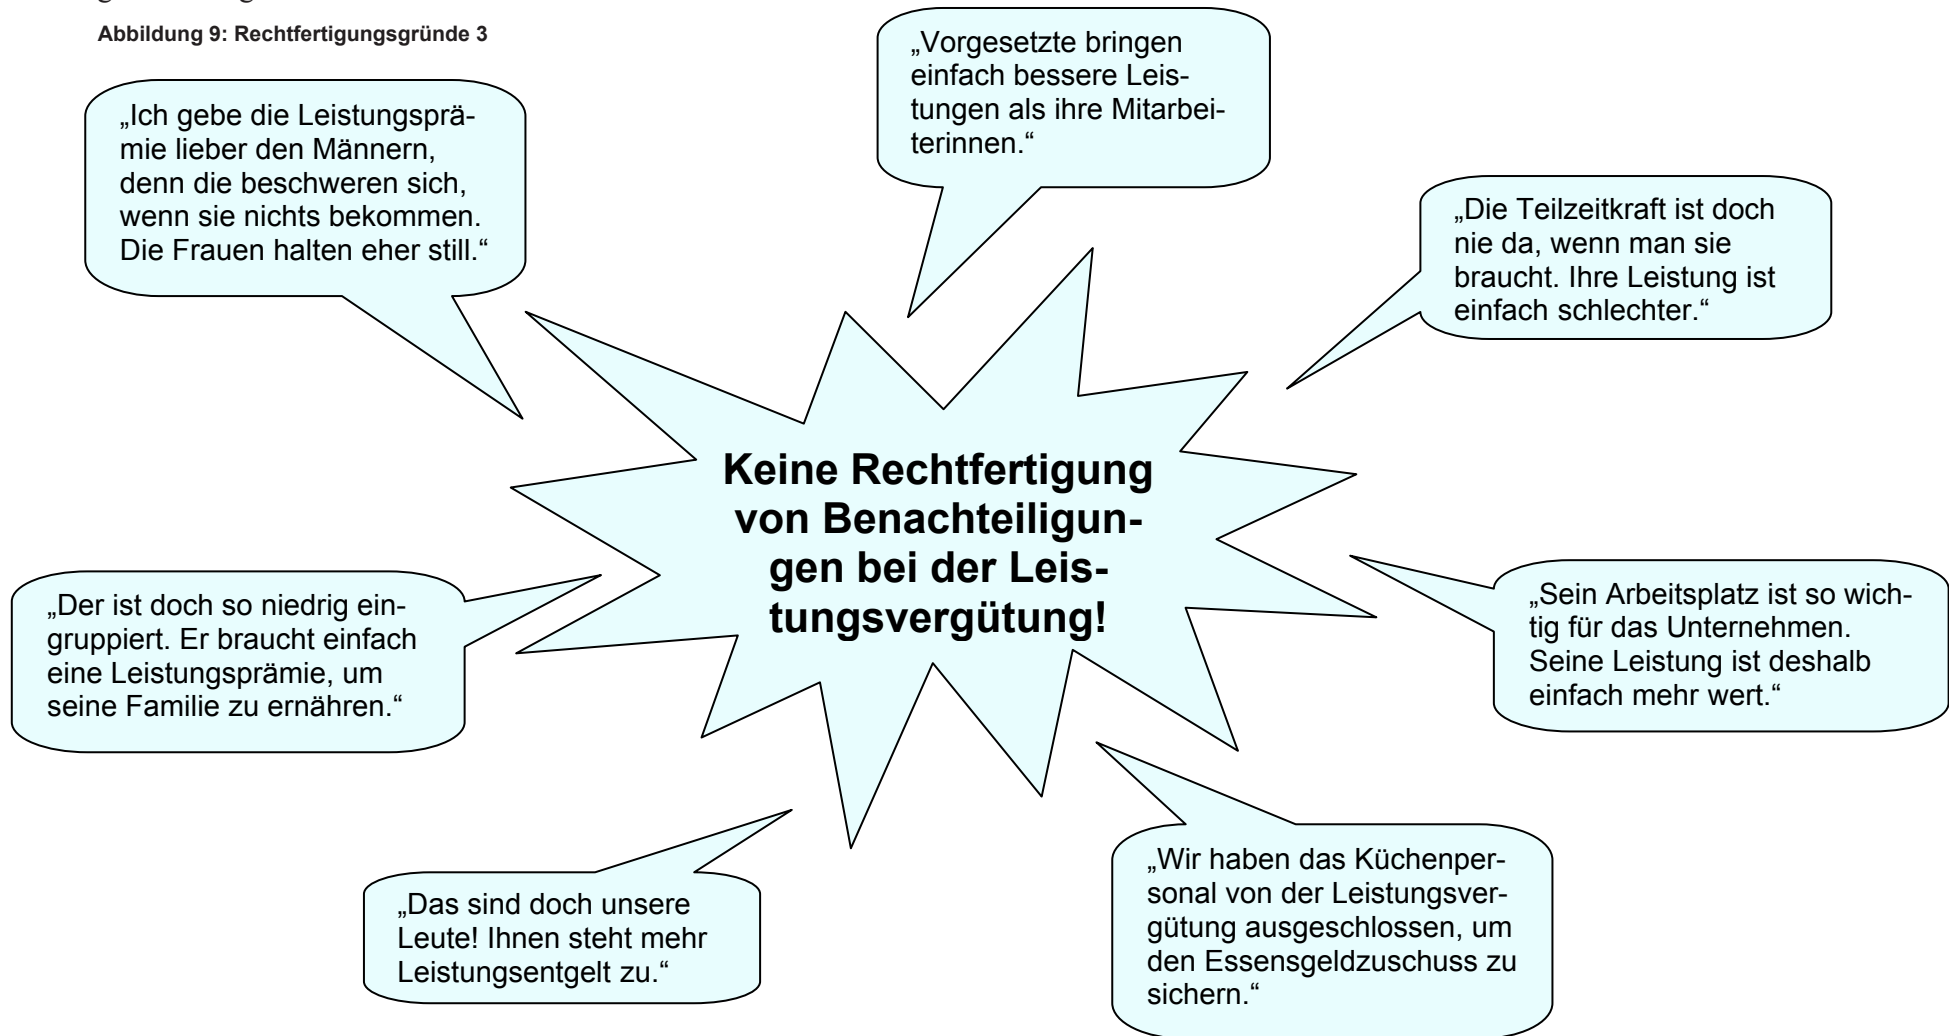 Abbildung 9: Rechtfertigungsgründe 3
„Vorgesetzte bringen
einfach bessere Leis-
tungen als ihre Mitarbei-
terinnen.“
„Ich gebe die Leistungsprä-
mie lieber den Männern,
denn die beschweren sich,
wenn sie nichts bekommen.
Die Frauen halten eher still.“
„Die Teilzeitkraft ist doch
nie da, wenn man sie
braucht. Ihre Leistung ist
einfach schlechter.“
Keine Rechtfertigung
von Benachteiligun-
gen bei der Leis-
tungsvergütung!
„Der ist doch so niedrig ein-
gruppiert. Er braucht einfach
eine Leistungsprämie, um
seine Familie zu ernähren.“
„Sein Arbeitsplatz ist so wich-
tig für das Unternehmen.
Seine Leistung ist deshalb
einfach mehr wert.“
„Das sind doch unsere
Leute! Ihnen steht mehr
Leistungsentgelt zu.“
„Wir haben das Küchenper-
sonal von der Leistungsver-
gütung ausgeschlossen, um
den Essensgeldzuschuss zu
sichern.“